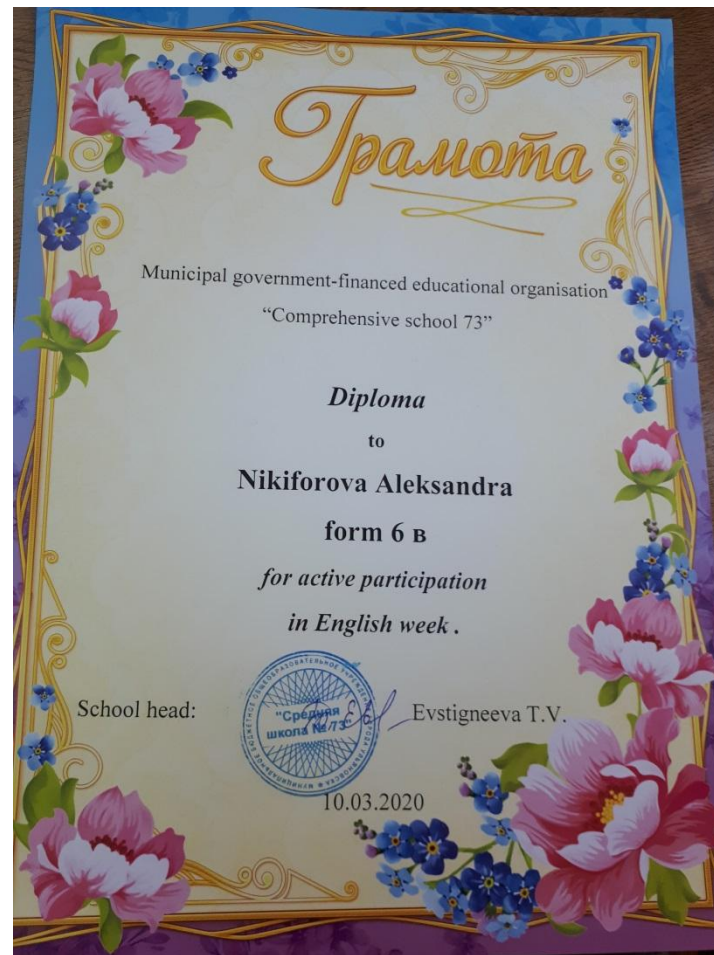 Грамота
Municipal government-financed educational organisation
“Comprehensive school 73”
Diploma
to
Nikiforova Aleksandra
form 6 в
for active participation
in English week .
School head:
Evstigneeva T.V.
"Средняя
школа № 73"
10.03.2020